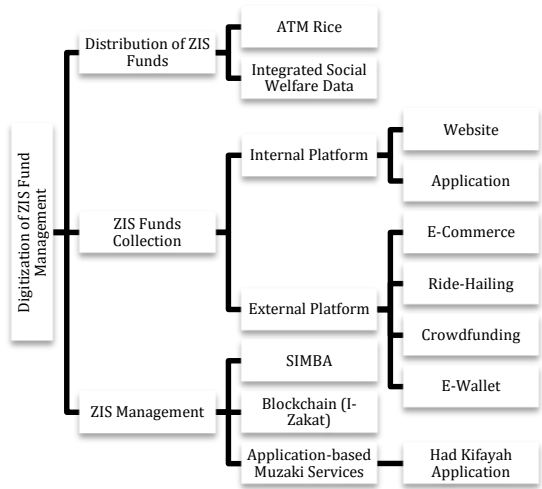 Digitization of ZIS Fund
Management
Distribution of ZIS
Funds
ATM Rice
Integrated Social
Welfare Data
ZIS Funds
Collection
Internal Platform
Website
Application
External Platform
E-Commerce
Ride-Hailing
Crowdfunding
E-Wallet
ZIS Management
SIMBA
Blockchain (I-
Zakat)
Application-based
Muzaki Services
Had Kifayah
Application